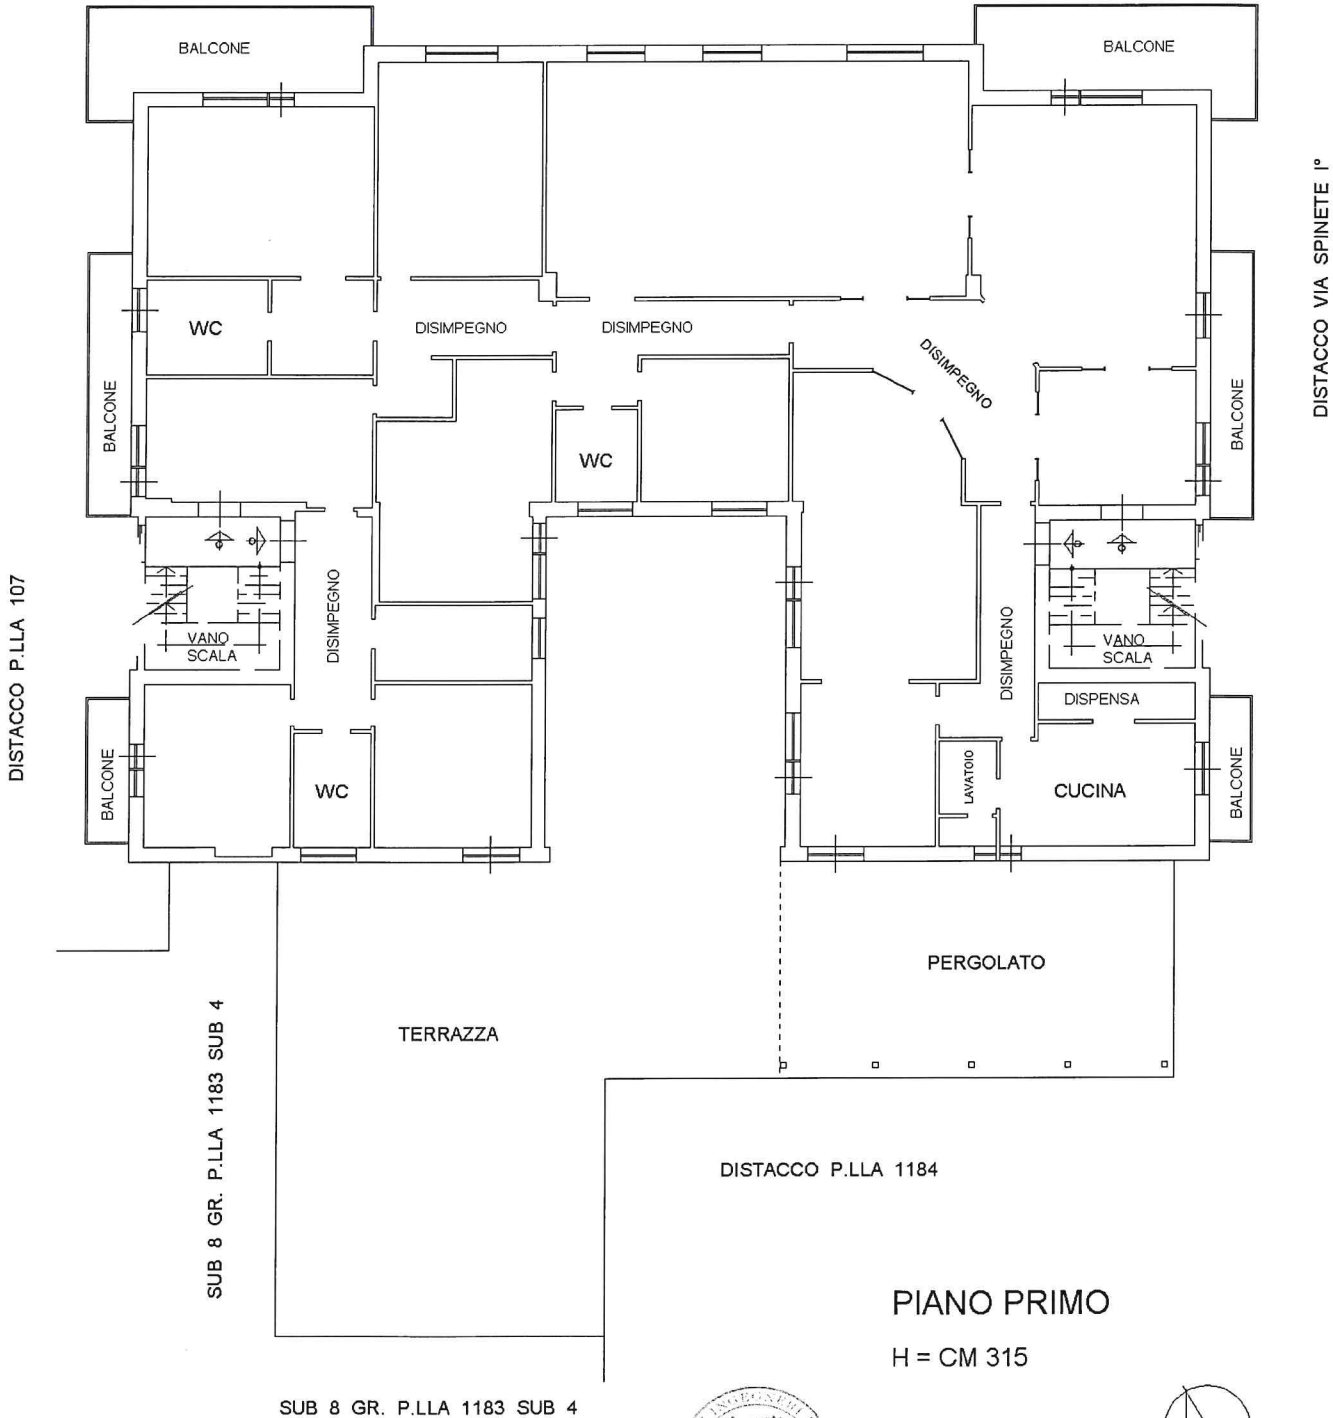 BALCONE
BALCONE
DISTACCO VIA SPINETE I°
WC
DISIMPEGNO
DISIMPEGNO
DISIMPEGNO
BALCONE
BALCONE
WC
DISTACCO P.LLA 107
DISIMPEGNO
VANO
SCALA
DISIMPEGNO
VANO
SCALA
DISPENSA
BALCONE
WC
LAVATOIO
CUCINA
BALCONE
PERGOLATO
TERRAZZA
SUB 8 GR. P.LLA 1183 SUB 4
DISTACCO P.LLA 1184
PIANO PRIMO
H = CM 315
SUB 8 GR. P.LLA 1183 SUB 4